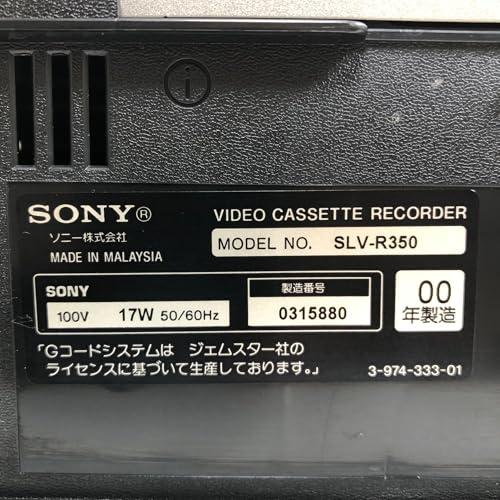 SONY®
ソニー株式会社
MADE IN MALAYSIA
VIDEO CASSETTE RECORDER
MODEL NO. SLV-R350
SONY
100V 17W 50/60Hz
製造番号
0315880
00
年製造
「Gコードシステムは ジェムスター社の
ライセンスに基づいて生産しております。」
3-974-333-01